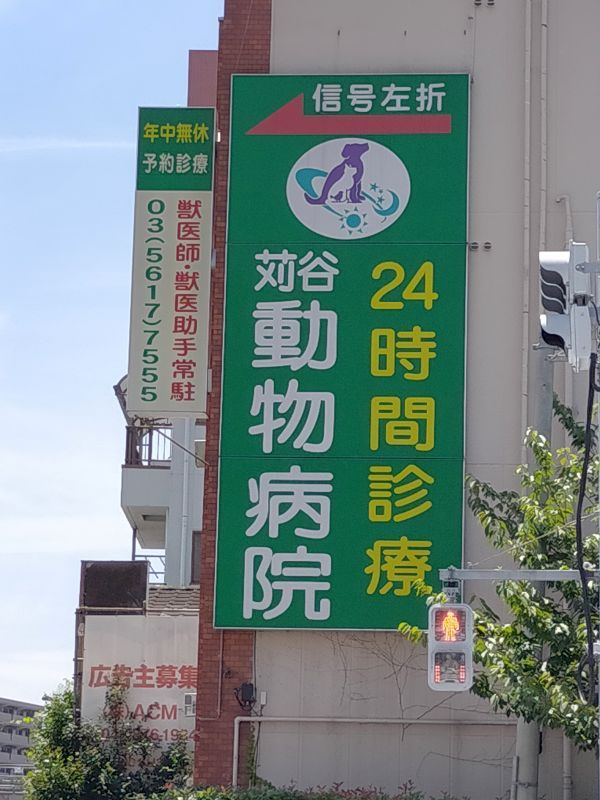 信号左折
24時間診療
苅谷
動物病院
年中無休
予約診療
獣医師・獣医助手常駐
03(5617)7555
広告主募集
ACM